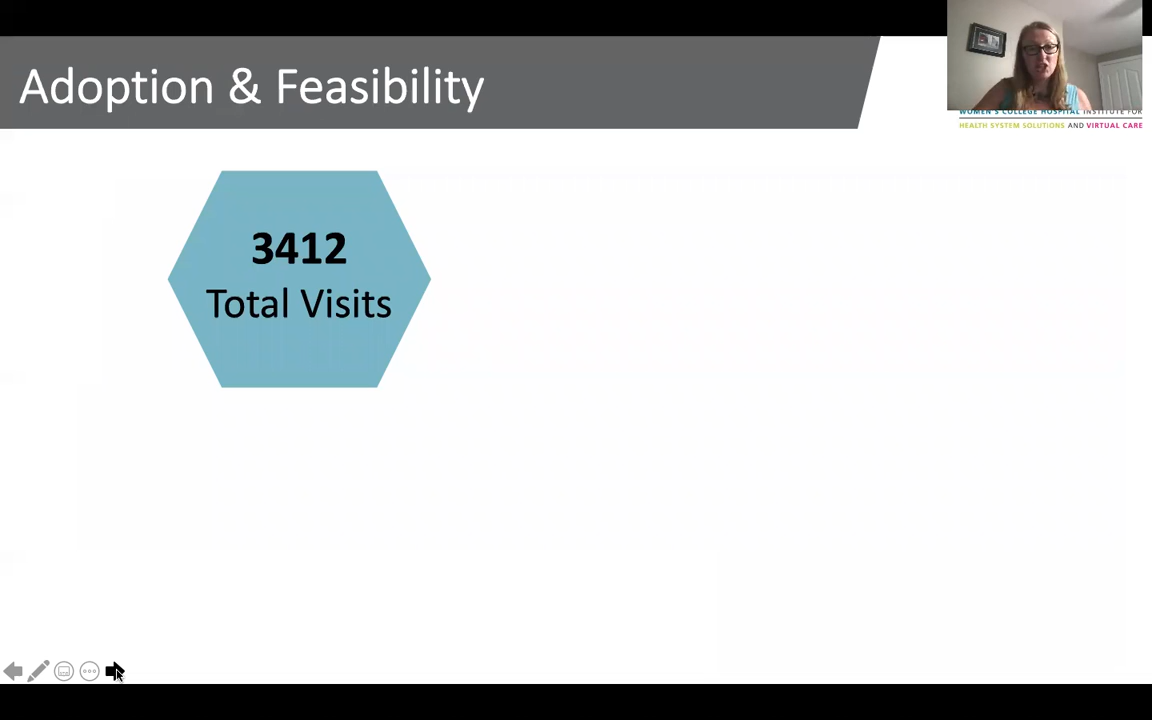 Adoption & Feasibility
WOMEN'S COLLEGE HOSPITAL INSTITUTE FOR
HEALTH SYSTEM SOLUTIONS AND VIRTUAL CARE
3412
Total Visits